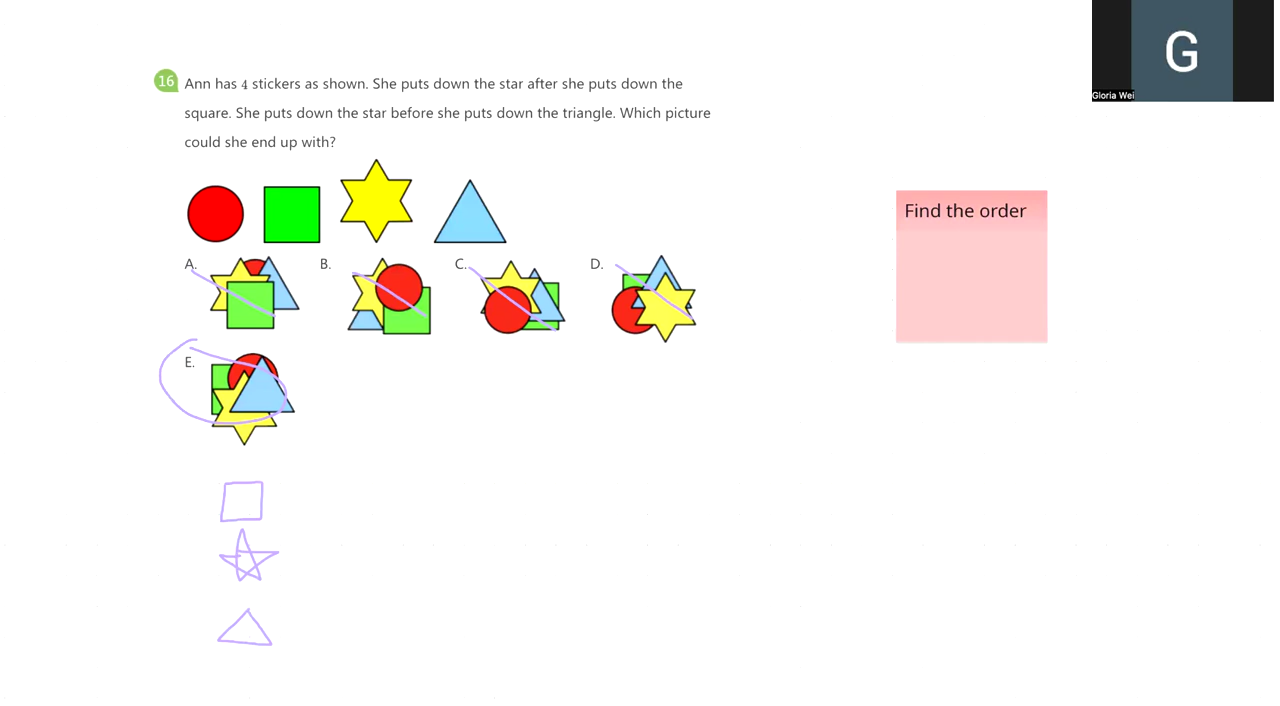 G
Gloria Wei
16 Ann has 4 stickers as shown. She puts down the star after she puts down the
square. She puts down the star before she puts down the triangle. Which picture
could she end up with?
Find the order
A. B. C. D.
E.